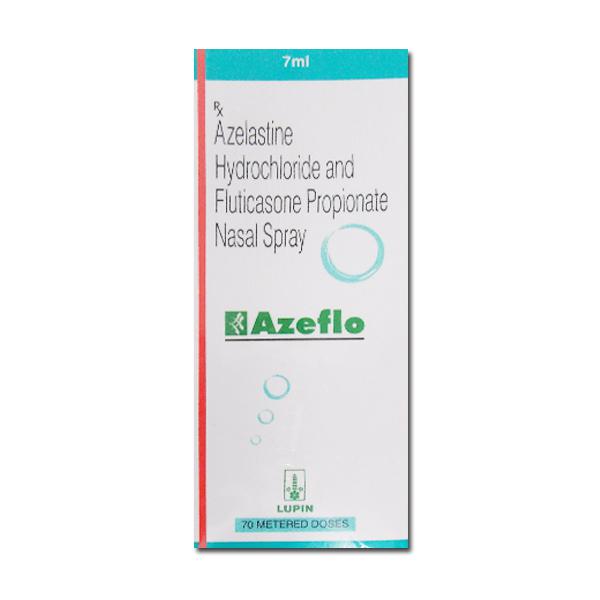 7ml
Rx
Azelastine
Hydrochloride and
Fluticasone Propionate
Nasal Spray
Azeflo
LUPIN
70 METERED DOSES